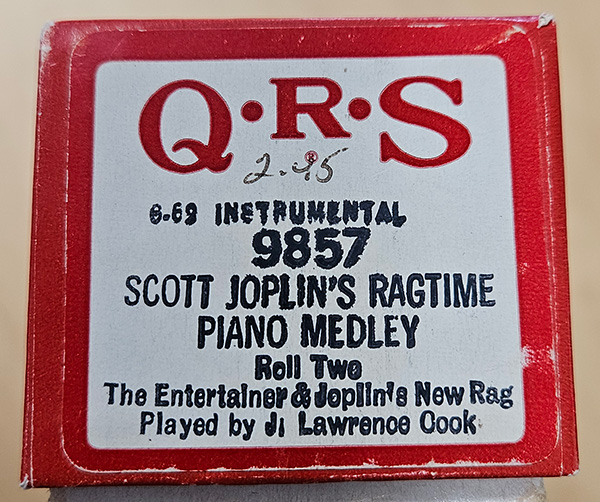 Q·R·S
®
2.95
6-69 INSTRUMENTAL
9857
SCOTT JOPLIN'S RAGTIME
PIANO MEDLEY
Roll Two
The Entertainer & Joplin's New Rag
Played by J. Lawrence Cook